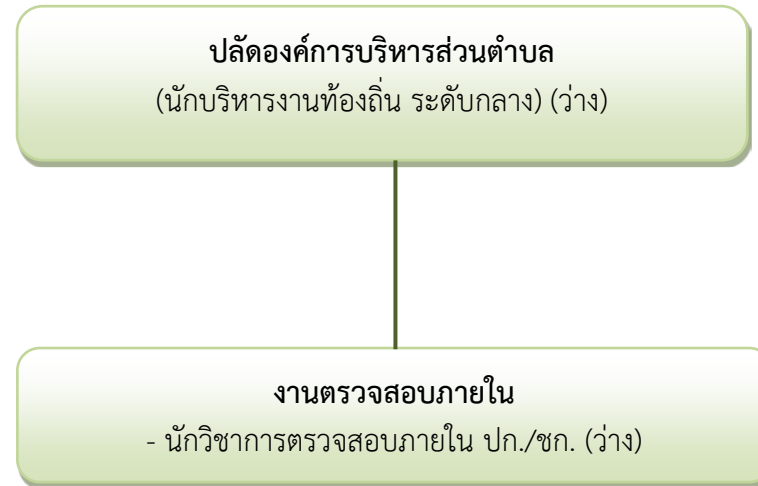 ปลัดองค์การบริหารส่วนตำบล
(นักบริหารงานท้องถิ่น ระดับกลาง) (ว่าง)
งานตรวจสอบภายใน
- นักวิชาการตรวจสอบภายใน ปก./ชก. (ว่าง)